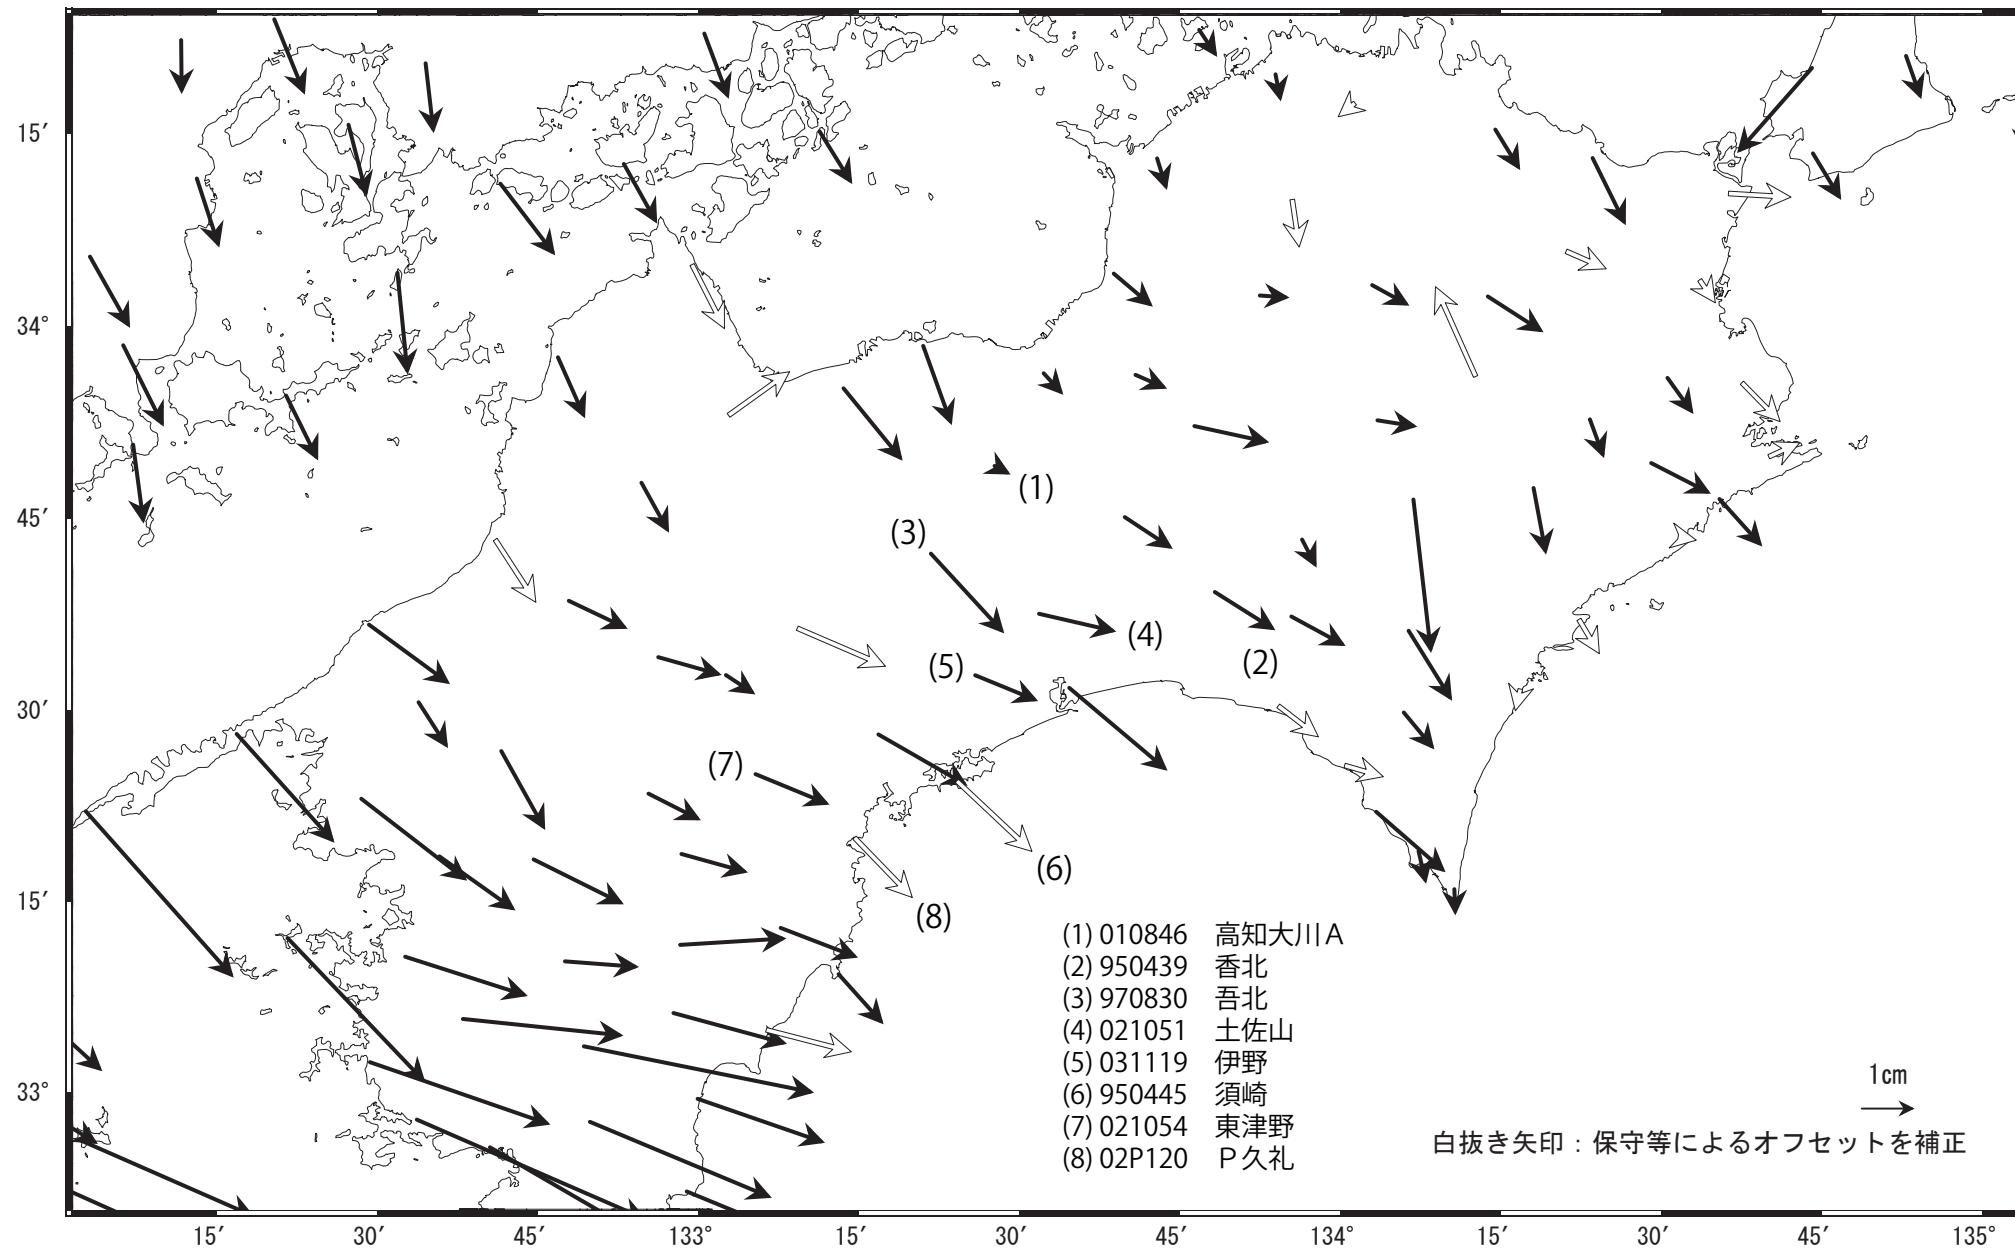 15′
34°
45′
30′
15′
33°
(1)
(3)
(4)
(5)
(2)
(7)
(6)
(8)
(1) 010846 高知大川A
(2) 950439 香北
(3) 970830 吾北
(4) 021051 土佐山
(5) 031119 伊野
(6) 950445 須崎
(7) 021054 東津野
(8) 02P120 P久礼
1cm
白抜き矢印：保守等によるオフセットを補正
15′ 30′ 45′ 133° 15′ 30′ 45′ 134° 15′ 30′ 45′ 135°